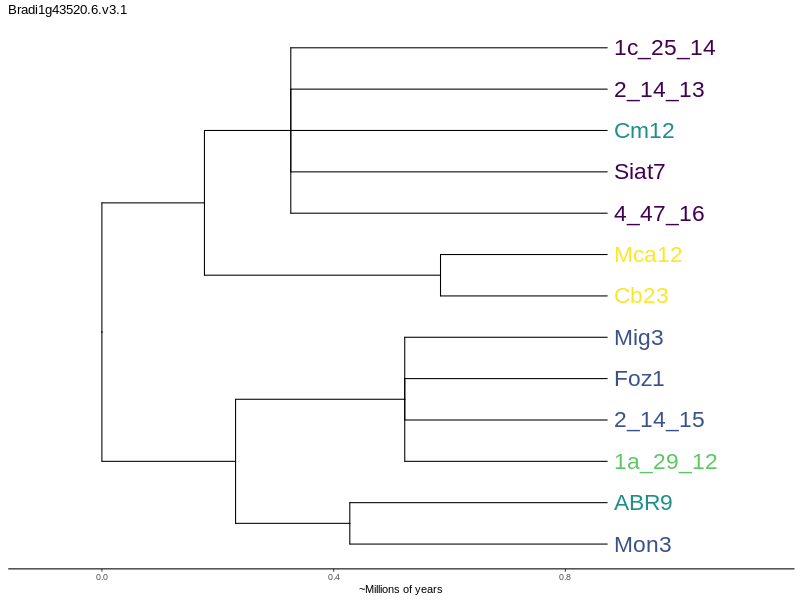 Bradi1g43520.6.v3.1
1c_25_14
2_14_13
Cm12
Siat7
4_47_16
Mca12
Cb23
Mig3
Foz1
2_14_15
1a_29_12
ABR9
Mon3
0.0 0.4 0.8
~Millions of years